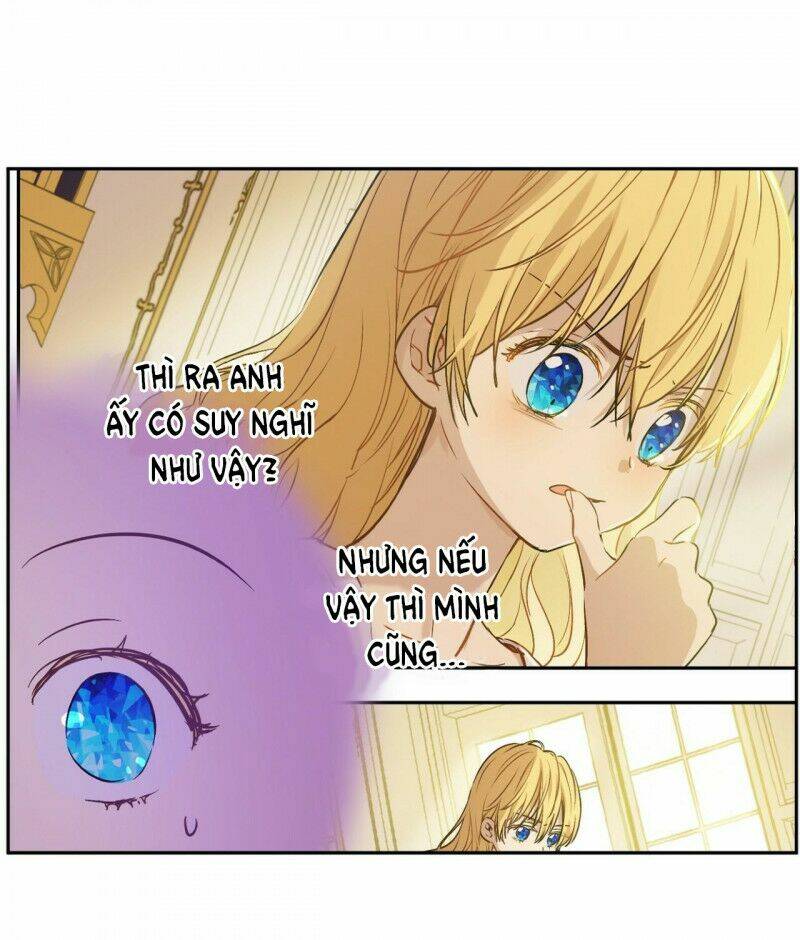 THÌ RA ANH
ẤY CÓ SUY NGHĨ
NHƯ VẬY?
NHƯNG NẾU
VẬY THÌ MÌNH
CŨNG...